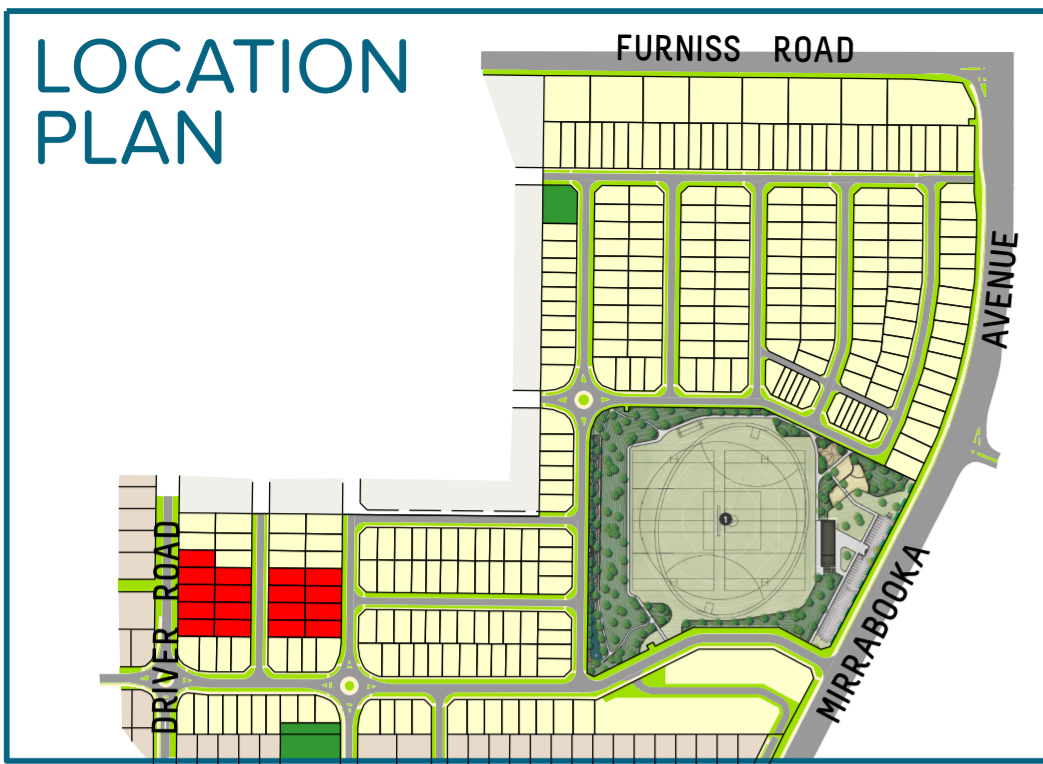 LOCATION
PLAN
FURNISS ROAD
AVENUE
MIRRABOOKA
DRIVER ROAD
1